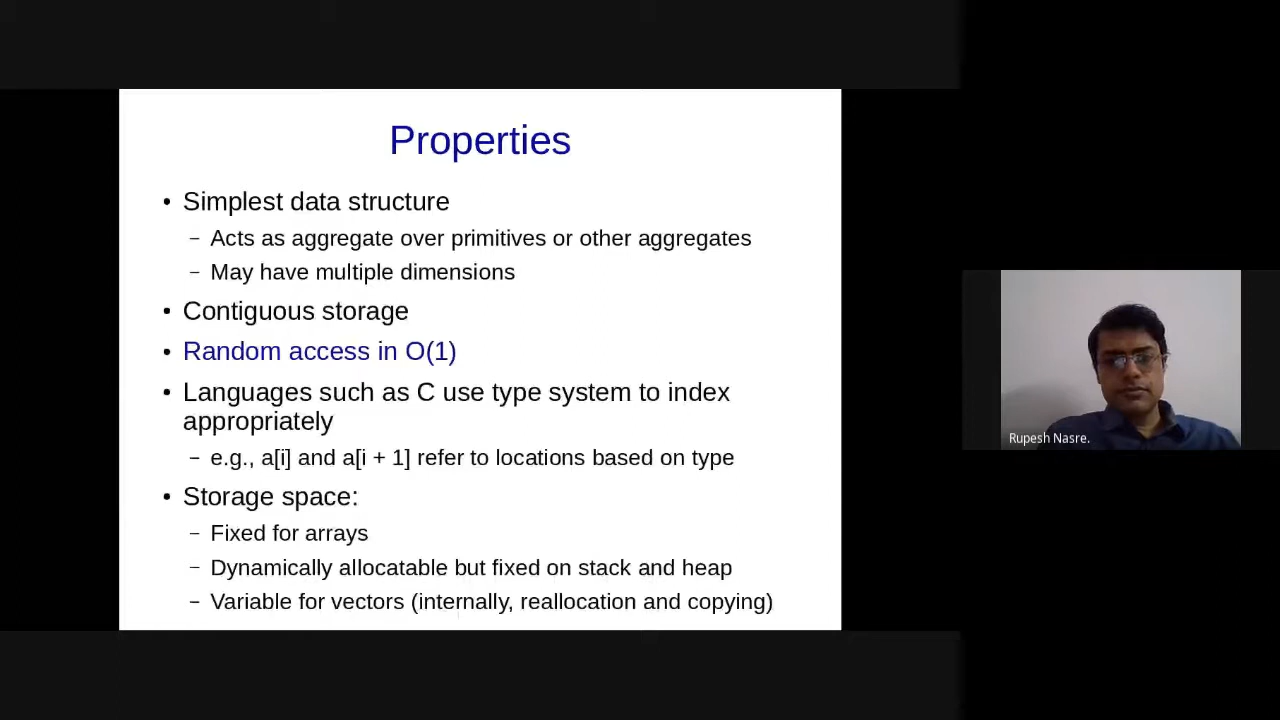 Properties
• Simplest data structure
– Acts as aggregate over primitives or other aggregates
– May have multiple dimensions
• Contiguous storage
• Random access in O(1)
• Languages such as C use type system to index
appropriately
– e.g., a[i] and a[i + 1] refer to locations based on type
• Storage space:
– Fixed for arrays
– Dynamically allocatable but fixed on stack and heap
– Variable for vectors (internally, reallocation and copying)
Rupesh Nasre.